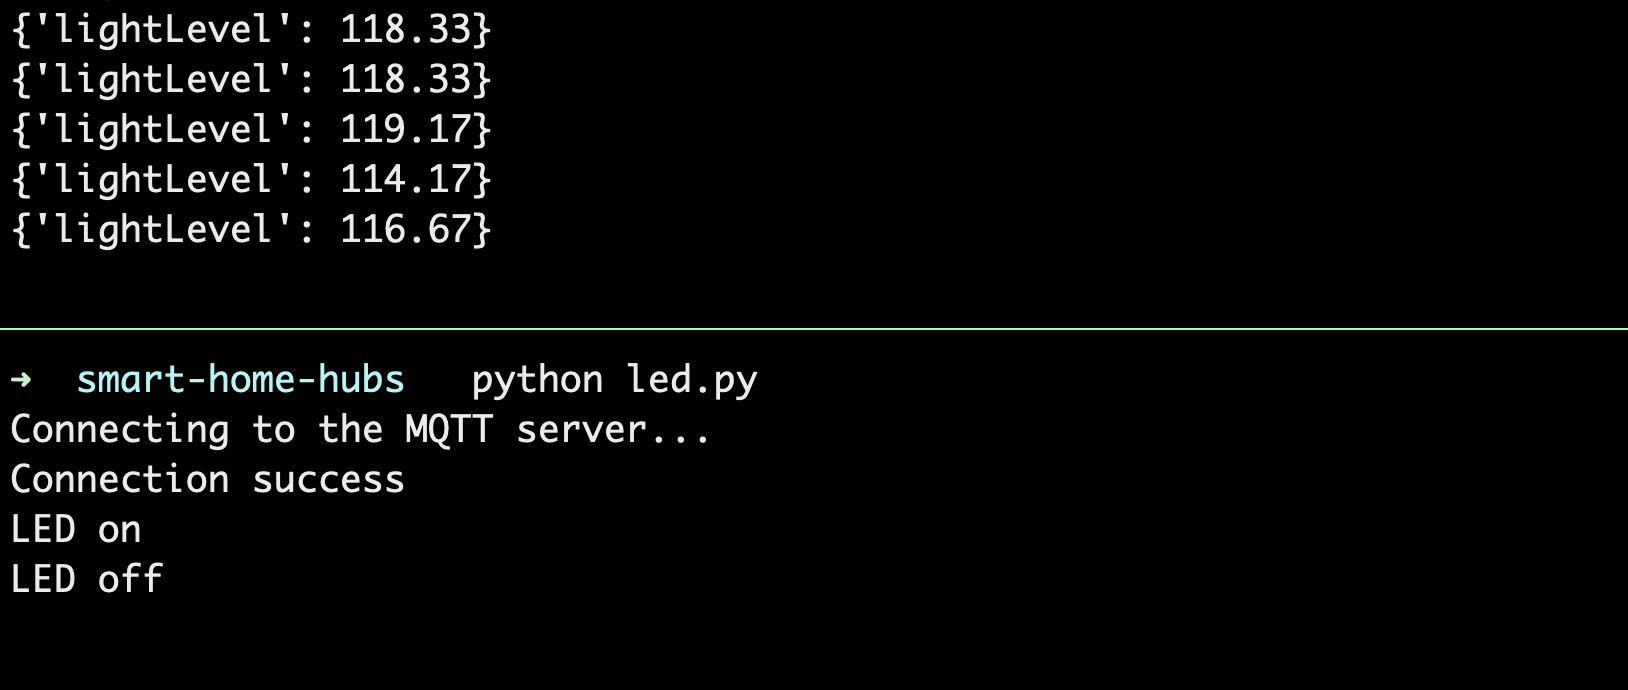 {'lightLevel': 118.33}
{'lightLevel': 118.33}
{'lightLevel': 119.17}
{'lightLevel': 114.17}
{'lightLevel': 116.67}
➜  smart-home-hubs   python led.py
Connecting to the MQTT server...
Connection success
LED on
LED off